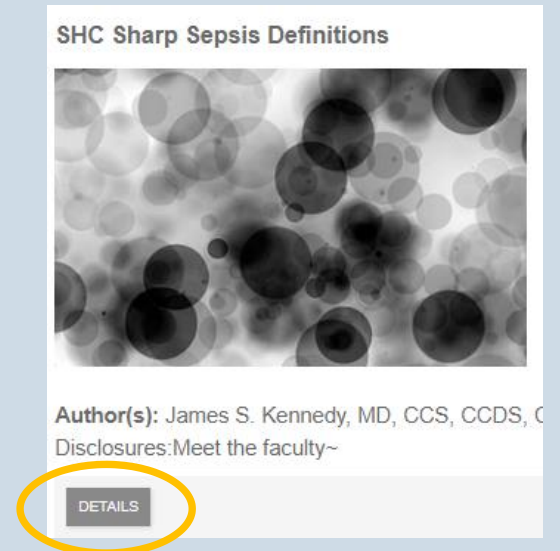 SHC Sharp Sepsis Definitions
Author(s): James S. Kennedy, MD, CCS, CCDS,
Disclosures:Meet the faculty~
DETAILS